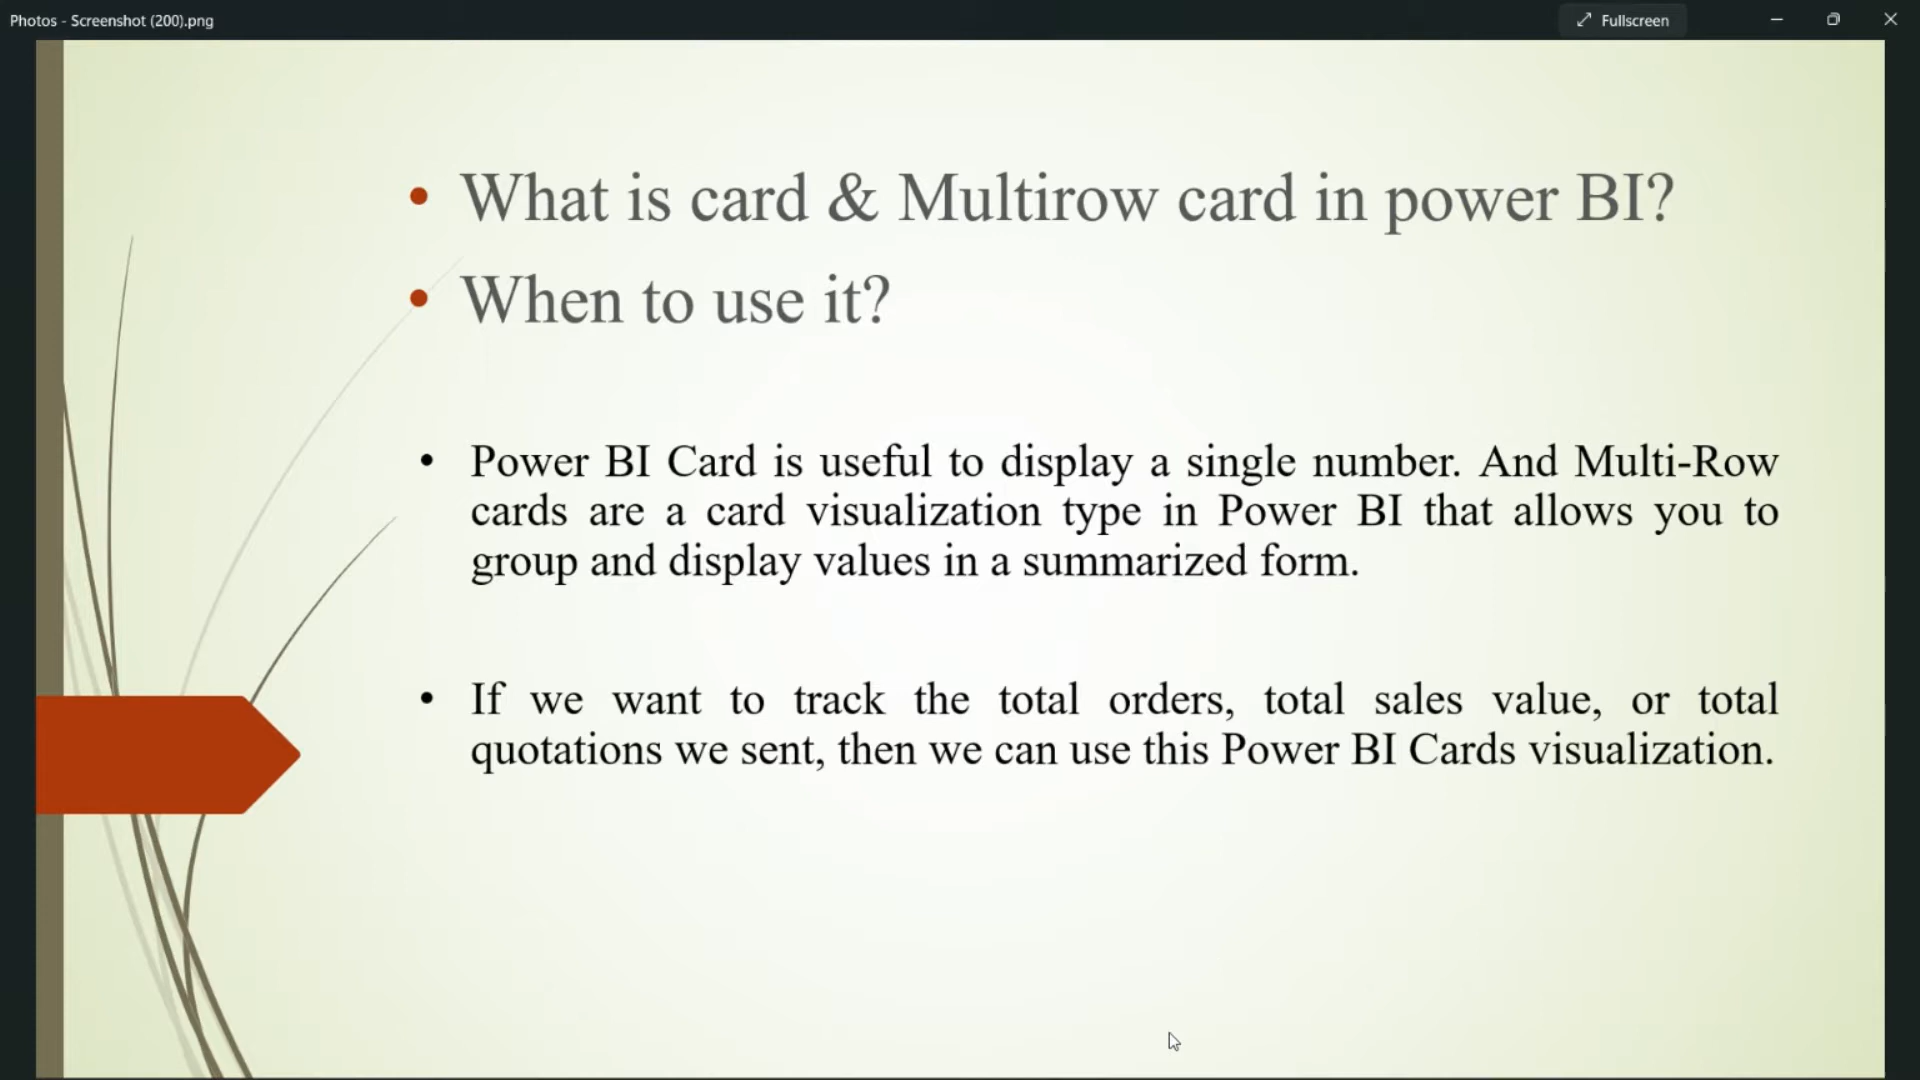 Photos - Screenshot (200).png
Fullscreen
• What is card & Multirow card in power BI?
• When to use it?
• Power BI Card is useful to display a single number. And Multi-Row
cards are a card visualization type in Power BI that allows you to
group and display values in a summarized form.
• If we want to track the total orders, total sales value, or total
quotations we sent, then we can use this Power BI Cards visualization.